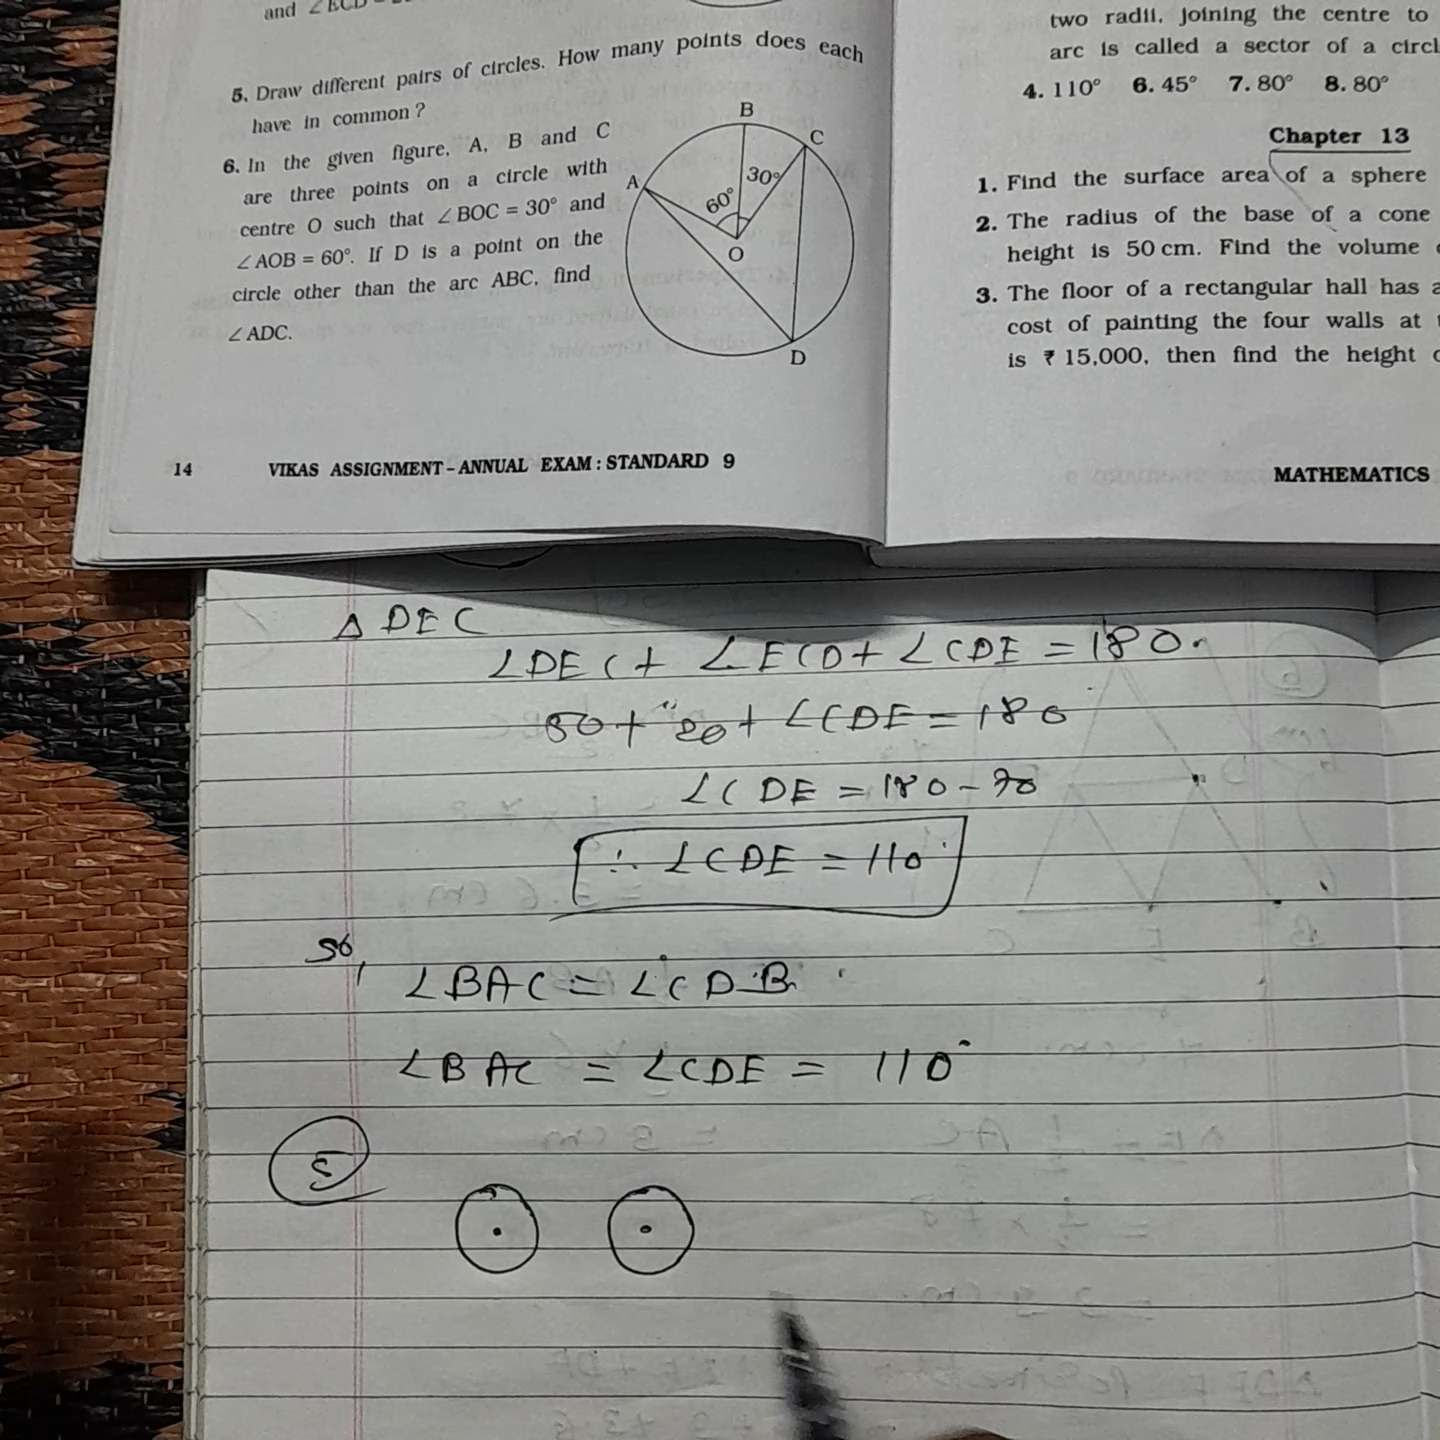 and ∠ECD
5. Draw different pairs of circles. How many points does each
have in common ?
6. In the given figure, A, B and C
are three points on a circle with
centre O such that ∠BOC = 30° and
∠AOB = 60°. If D is a point on the
circle other than the arc ABC, find
∠ADC.
B
C
A
60°
30°
O
D
14 VIKAS ASSIGNMENT – ANNUAL EXAM : STANDARD 9
two radii, joining the centre to
arc is called a sector of a circl
4. 110° 6. 45° 7. 80° 8. 80°
Chapter 13
1. Find the surface area of a sphere
2. The radius of the base of a cone
height is 50 cm. Find the volume
3. The floor of a rectangular hall has a
cost of painting the four walls at
is ₹ 15,000, then find the height
MATHEMATICS
Δ DEC
∠DEC + ∠ECD + ∠CDE = 180
50 + 20 + ∠CDE = 180
∠CDE = 180 - 70
∴ ∠CDE = 110°
So,
∠BAC = ∠CDB
∠BAC = ∠CDE = 110°
5